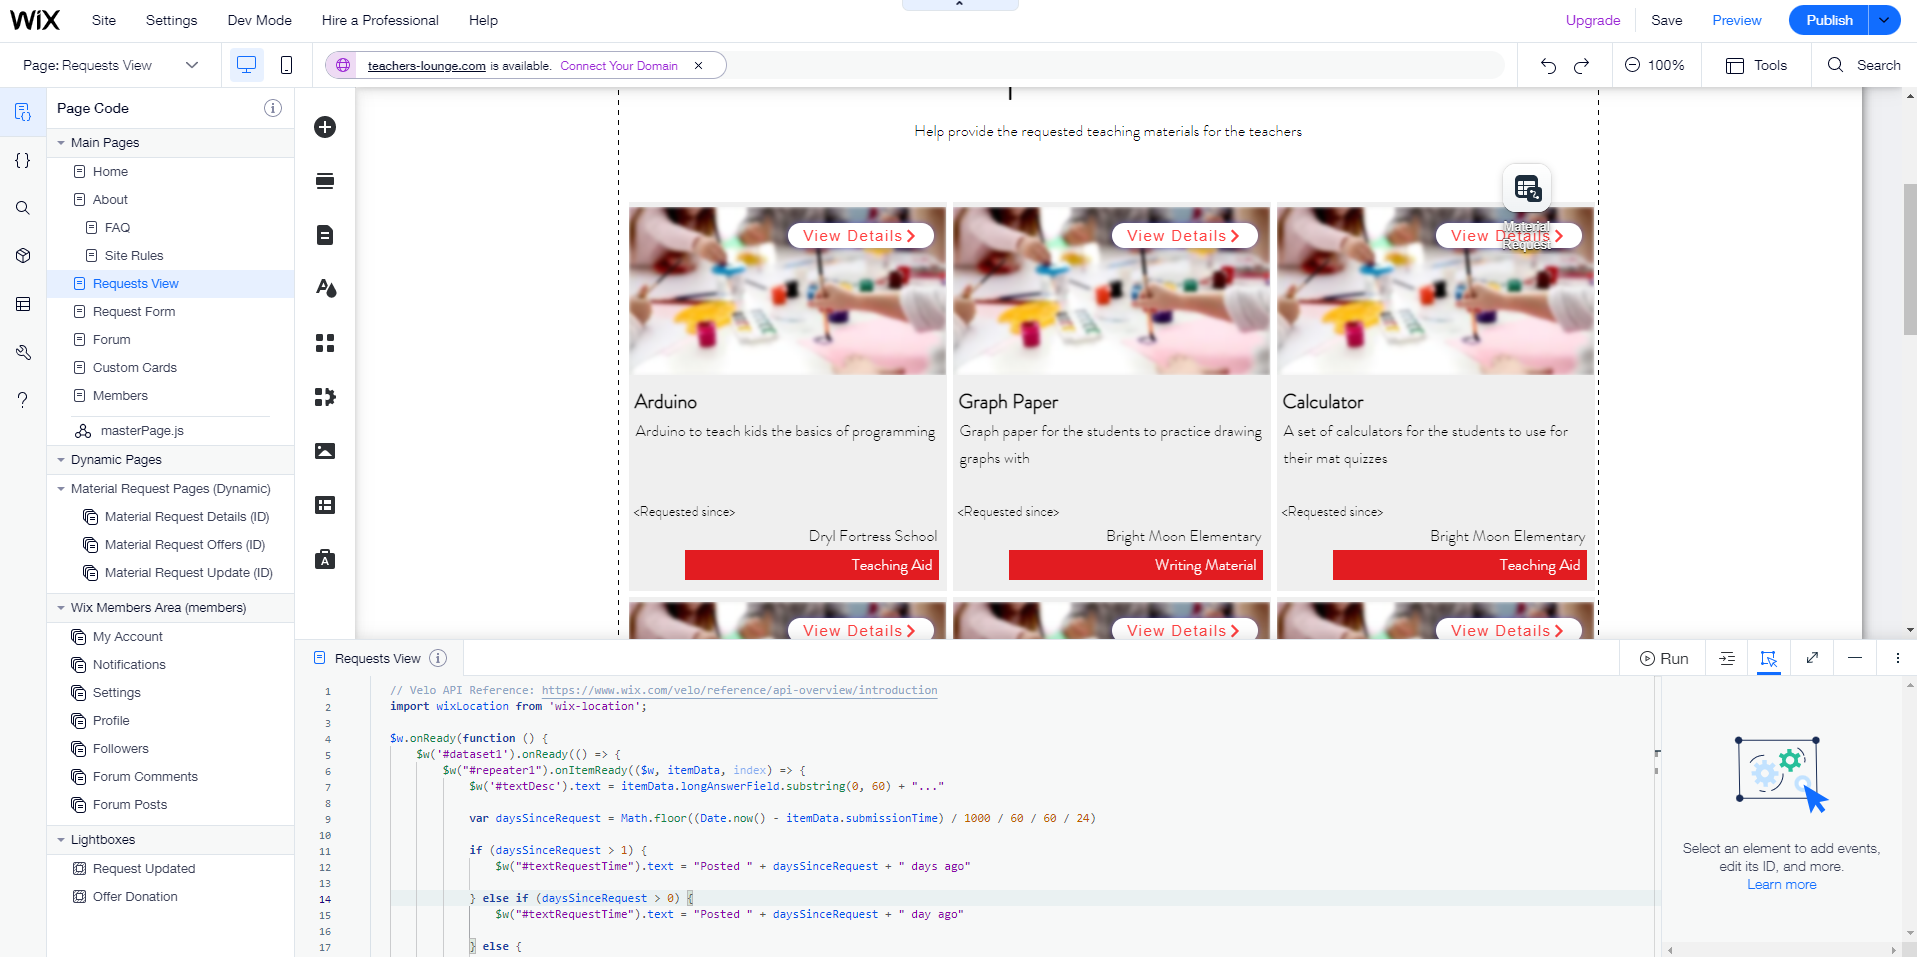 WiX Site Settings Dev Mode Hire a Professional Help Upgrade Save Preview Publish
Page: Requests View teachers-lounge.com is available. Connect Your Domain 100% Tools Search
Page Code
Main Pages
Home
About
FAQ
Site Rules
Requests View
Request Form
Forum
Custom Cards
Members
masterPage.js
Dynamic Pages
Material Request Pages (Dynamic)
Material Request Details (ID)
Material Request Offers (ID)
Material Request Update (ID)
Wix Members Area (members)
My Account
Notifications
Settings
Profile
Followers
Forum Comments
Forum Posts
Lightboxes
Request Updated
Offer Donation
Help provide the requested teaching materials for the teachers
Material
Request
View Details View Details View Details
Arduino
Arduino to teach kids the basics of programming
<Requested since>
Dryl Fortress School
Teaching Aid
Graph Paper
Graph paper for the students to practice drawing
graphs with
<Requested since>
Bright Moon Elementary
Writing Material
Calculator
A set of calculators for the students to use for
their mat quizzes
<Requested since>
Bright Moon Elementary
Teaching Aid
View Details View Details View Details
Requests View Run
1 // Velo API Reference: https://www.wix.com/velo/reference/api-overview/introduction
2 import wixLocation from 'wix-location';
3
4 $w.onReady(function () {
5 $w('#dataset1').onReady(() => {
6 $w("#repeater1").onItemReady(($w, itemData, index) => {
7 $w('#textDesc').text = itemData.longAnswerField.substring(0, 60) + "..."
8
9 var daysSinceRequest = Math.floor((Date.now() - itemData.submissionTime) / 1000 / 60 / 60 / 24)
10
11 if (daysSinceRequest > 1) {
12 $w("#textRequestTime").text = "Posted " + daysSinceRequest + " days ago"
13
14 } else if (daysSinceRequest > 0) {
15 $w("#textRequestTime").text = "Posted " + daysSinceRequest + " day ago"
16
17 } else {
Select an element to add events,
edit its ID, and more.
Learn more